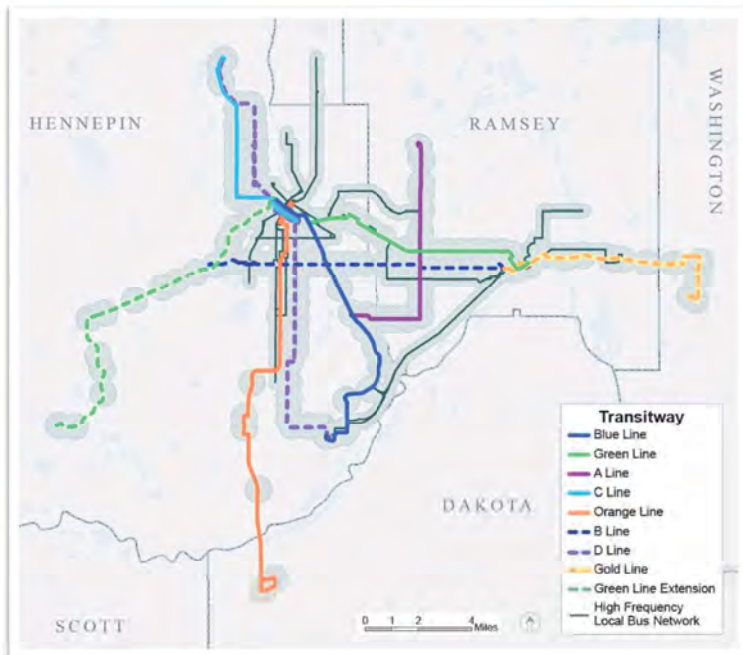 HENNEPIN
RAMSEY
WASHINGTON
DAKOTA
SCOTT
Transitway
Blue Line
Green Line
A Line
C Line
Orange Line
B Line
D Line
Gold Line
Green Line Extension
High Frequency
Local Bus Network
0 2 4
Miles